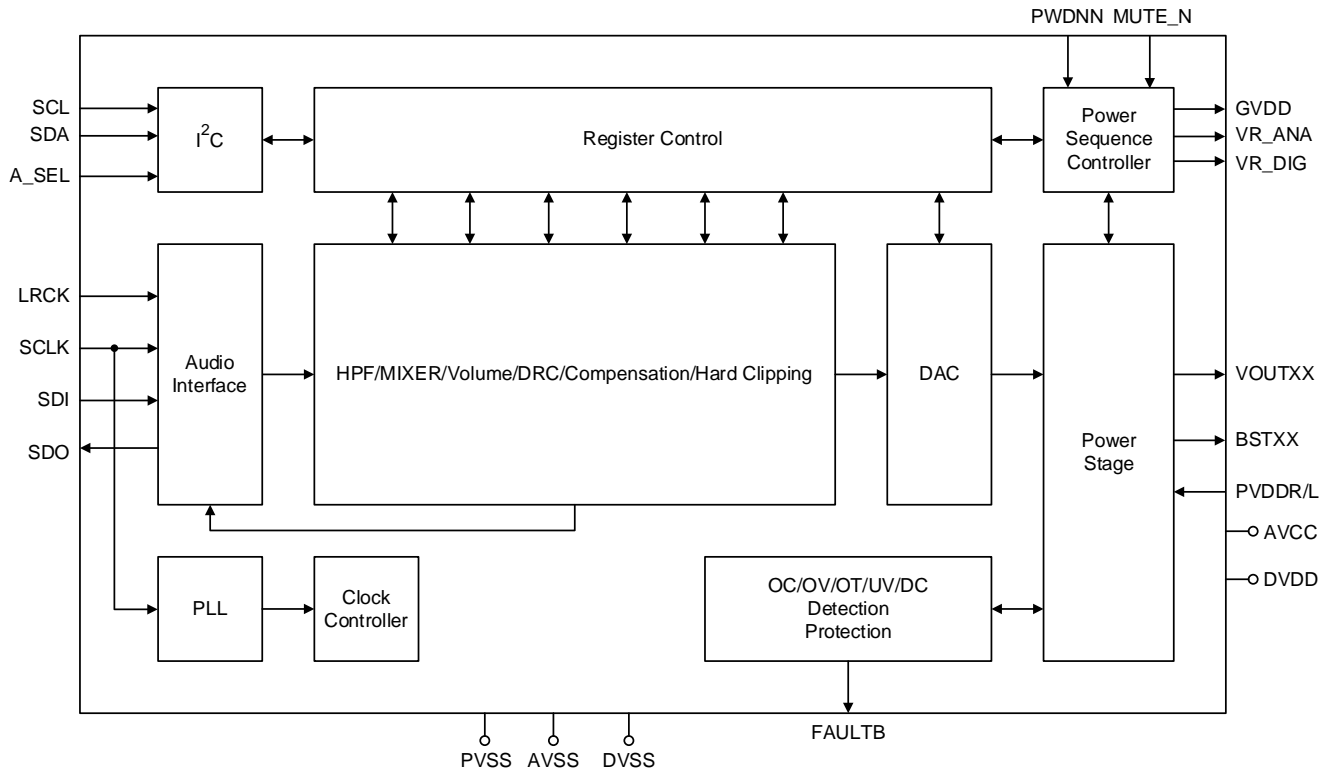 PWDNN MUTE_N
SCL
SDA
A_SEL
I²C
Register Control
Power
Sequence
Controller
GVDD
VR_ANA
VR_DIG
LRCK
SCLK
SDI
SDO
Audio
Interface
HPF/MIXER/Volume/DRC/Compensation/Hard Clipping
DAC
Power
Stage
VOUTXX
BSTXX
PVDDR/L
AVCC
DVDD
PLL
Clock
Controller
OC/OV/OT/UV/DC
Detection
Protection
FAULTB
PVSS AVSS DVSS